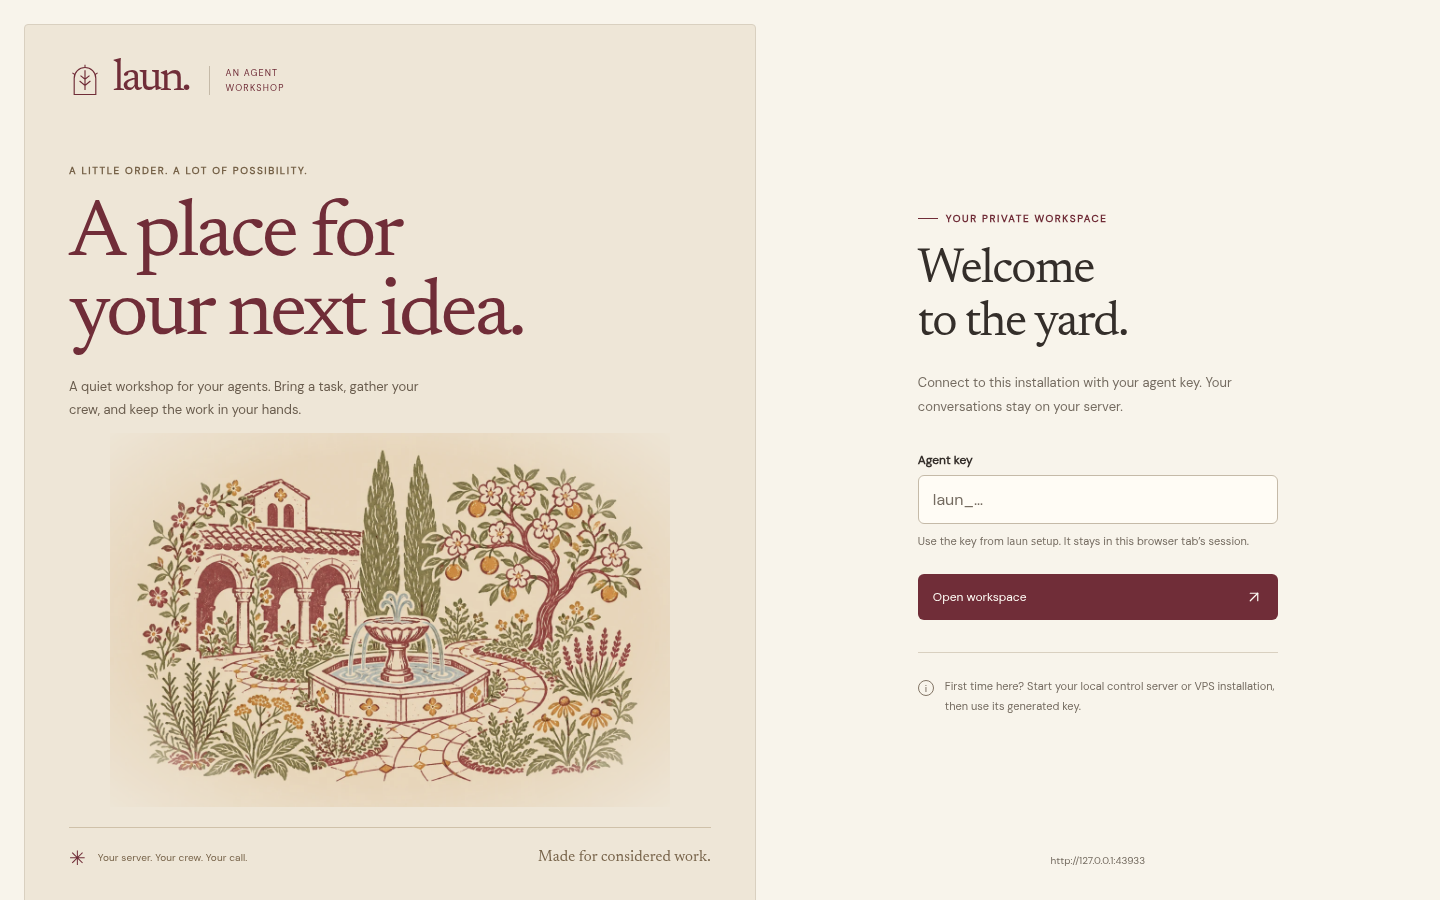 laun.
AN AGENT
WORKSHOP
A LITTLE ORDER. A LOT OF POSSIBILITY.
A place for
your next idea.
A quiet workshop for your agents. Bring a task, gather your
crew, and keep the work in your hands.
Your server. Your crew. Your call.
Made for considered work.
YOUR PRIVATE WORKSPACE
Welcome
to the yard.
Connect to this installation with your agent key. Your
conversations stay on your server.
Agent key
laun_...
Use the key from laun setup. It stays in this browser tab's session.
Open workspace
First time here? Start your local control server or VPS installation,
then use its generated key.
http://127.0.0.1:43933